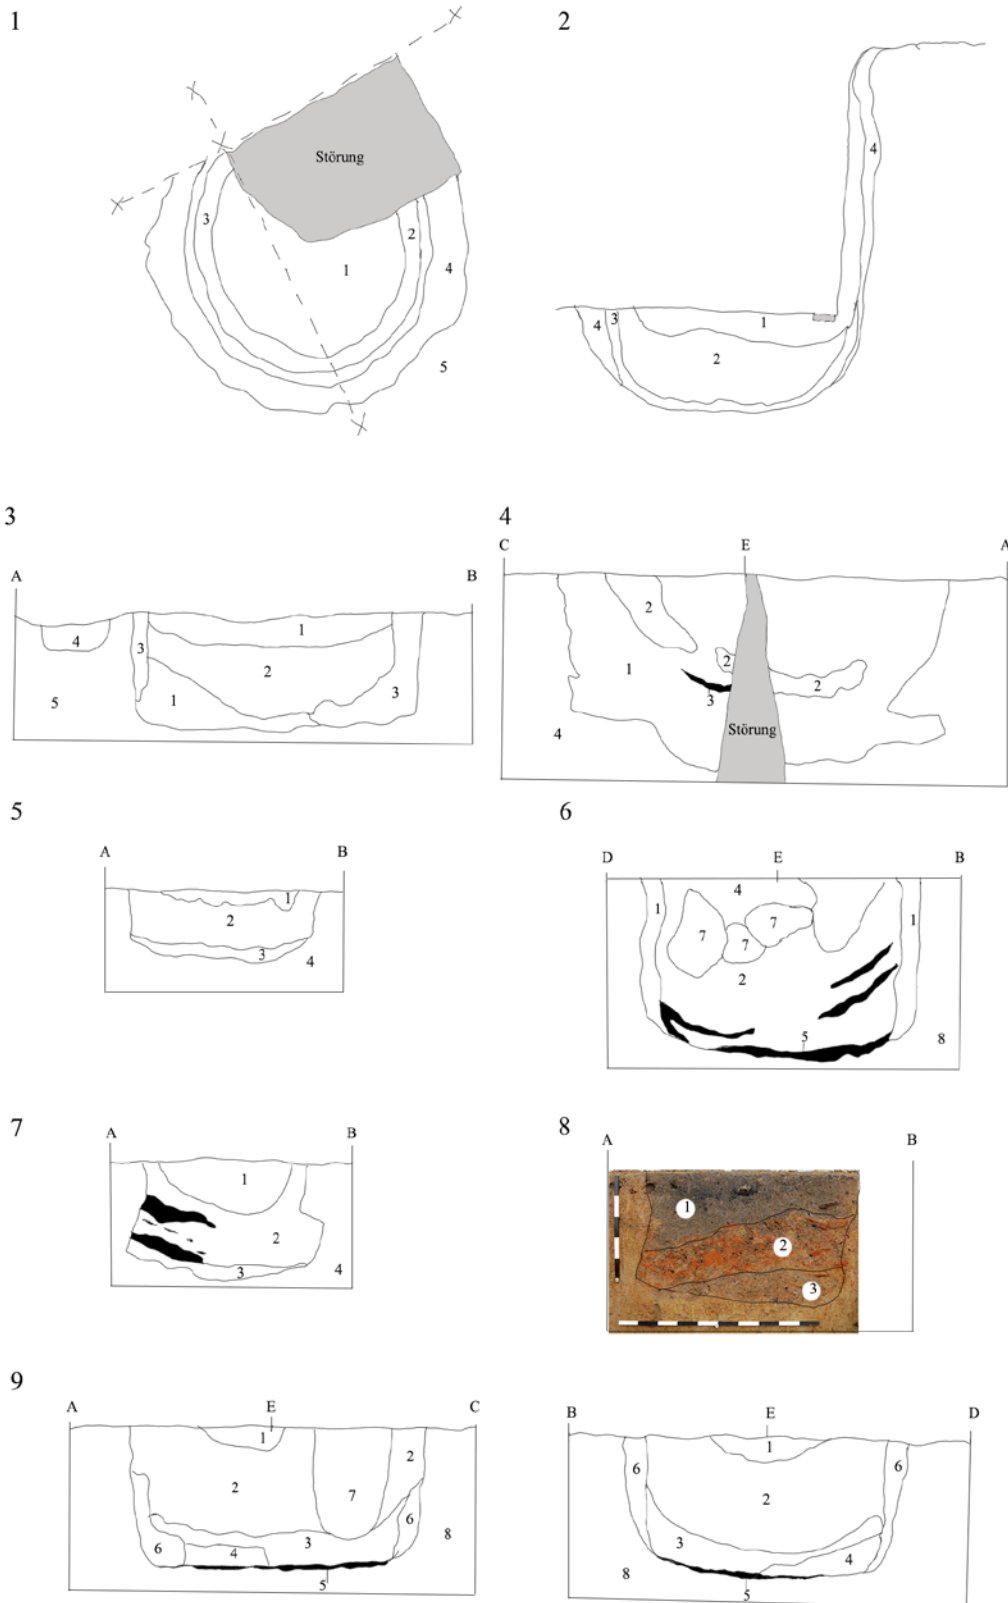 1 2
Störung
3 2 1 4 5
4 3 4 1 2
3 4
A B C E A
4 3 1 2 1 3 5
2 2 2 1 3 4
Störung
5 6
A B D E B
1 2 3 4
1 4 7 7 7 2 1 5 8
7 8
A B A B
1 2 3 4
1 2 3
9
A E C B E D
1 2 7 2 6 3 6 4 5 8
6 1 6 2 3 4 8 5